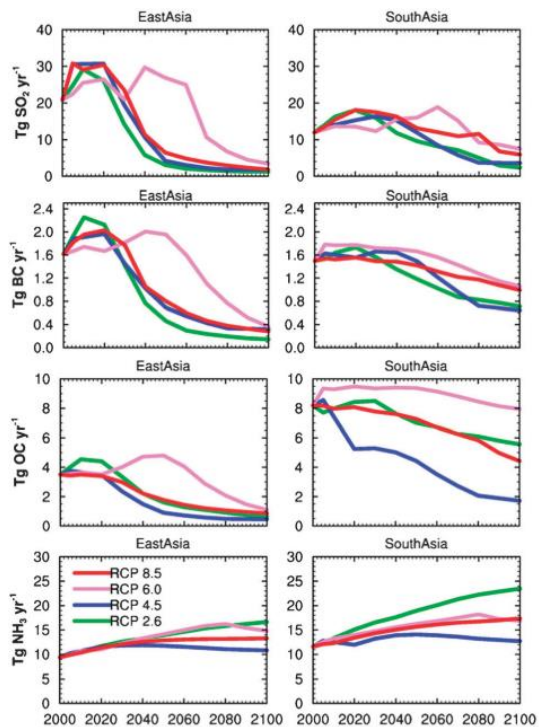 EastAsia
SouthAsia
Tg SO2 yr-1
40
30
20
10
0
40
30
20
10
0
EastAsia
SouthAsia
Tg BC yr-1
2.4
2.0
1.6
1.2
0.8
0.4
0.0
2.4
2.0
1.6
1.2
0.8
0.4
0.0
EastAsia
SouthAsia
Tg OC yr-1
10
8
6
4
2
0
10
8
6
4
2
0
EastAsia
SouthAsia
Tg NH3 yr-1
30
25
20
15
10
5
0
RCP 8.5
RCP 6.0
RCP 4.5
RCP 2.6
30
25
20
15
10
5
0
2000 2020 2040 2060 2080 2100
2000 2020 2040 2060 2080 2100